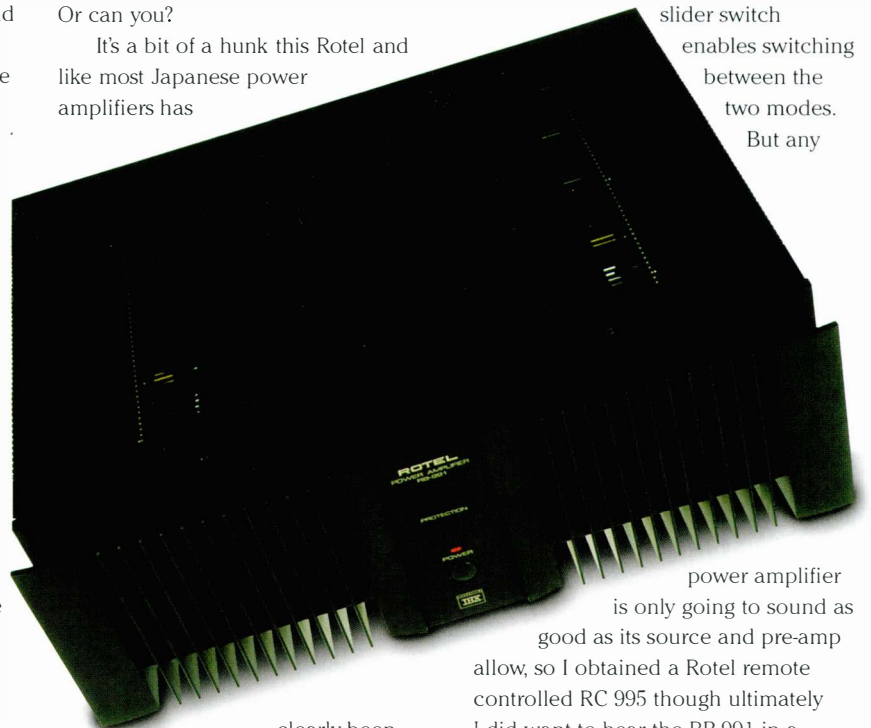 Or can you?
It's a bit of a hunk this Rotel and
like most Japanese power
amplifiers has
slider switch
enables switching
between the
two modes.
But any
ROTEL
POWER AMPLIFIER
RB-991
PROTECTION
POWER
THX
power amplifier
is only going to sound as
good as its source and pre-amp
allow, so I obtained a Rotel remote
controlled RC 995 though ultimately
clearly been